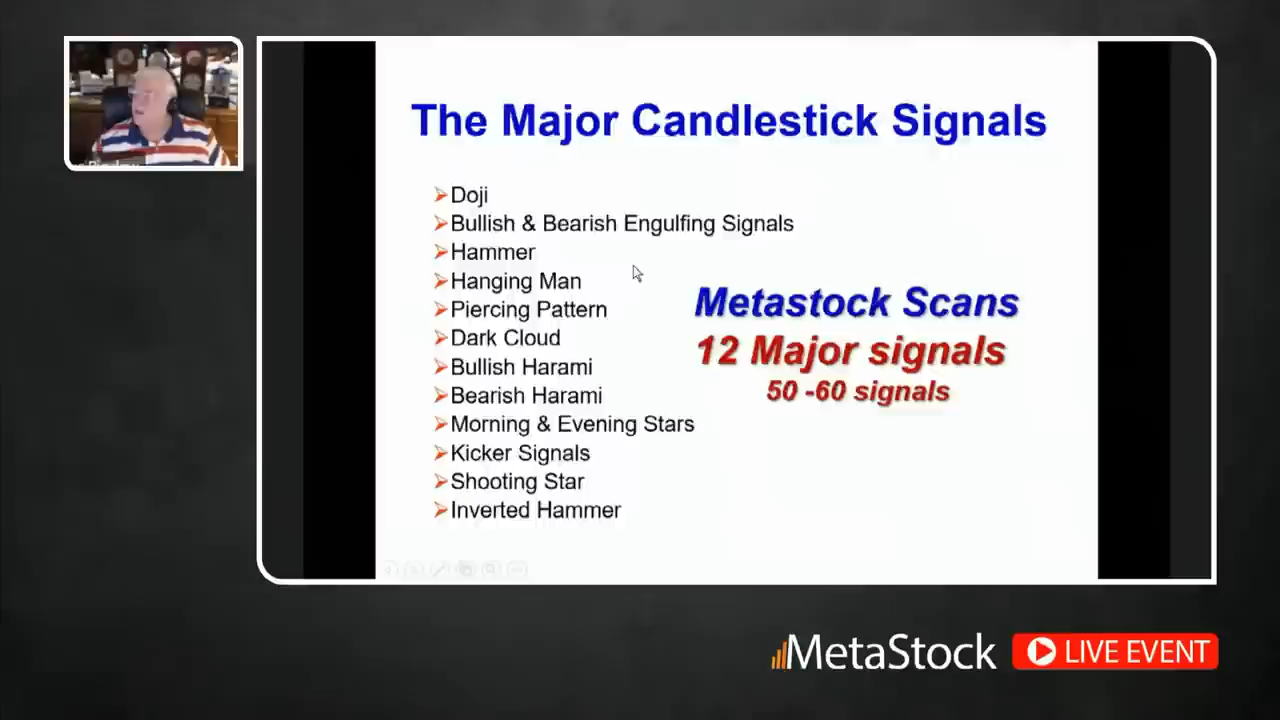 The Major Candlestick Signals
Doji
Bullish & Bearish Engulfing Signals
Hammer
Hanging Man
Piercing Pattern
Dark Cloud
Bullish Harami
Bearish Harami
Morning & Evening Stars
Kicker Signals
Shooting Star
Inverted Hammer
Metastock Scans
12 Major signals
50 -60 signals
MetaStock
LIVE EVENT